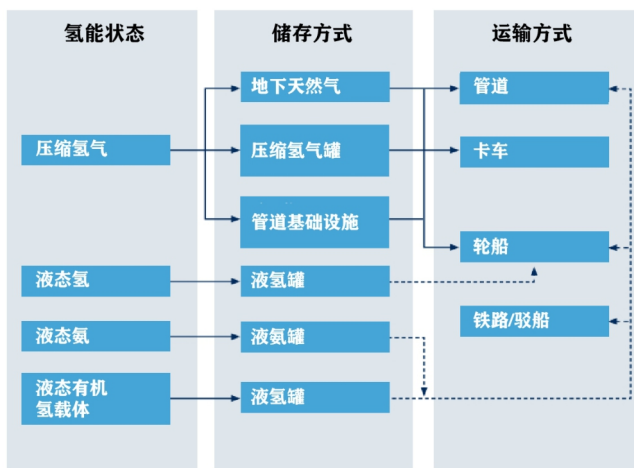 氢能状态
储存方式
运输方式
压缩氢气
液态氢
液态氨
液态有机
氢载体
地下天然气
压缩氢气罐
管道基础设施
液氢罐
液氨罐
液氢罐
管道
卡车
轮船
铁路/驳船